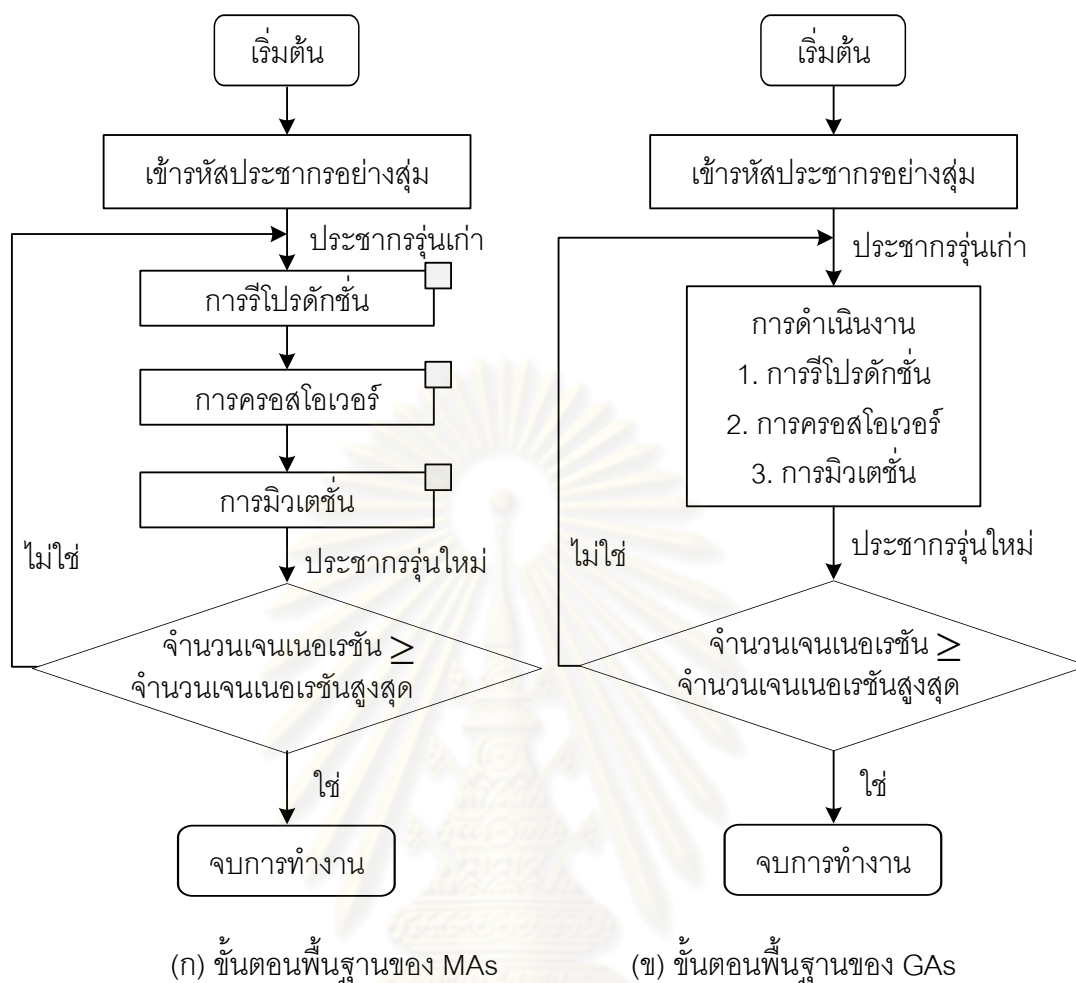 เริ่มต้น
เข้ารหัสประชากรอย่างสุ่ม
ประชากรรุ่นเก่า
การรีโปรดักชั่น
การครอสโอเวอร์
การมิวเตชั่น
ไม่ใช่
ประชากรรุ่นใหม่
จำนวนเจนเนอเรชัน ≥
จำนวนเจนเนอเรชันสูงสุด
ใช่
จบการทำงาน
(ก) ขั้นตอนพื้นฐานของ MAs
เริ่มต้น
เข้ารหัสประชากรอย่างสุ่ม
ประชากรรุ่นเก่า
การดำเนินงาน
1. การรีโปรดักชั่น
2. การครอสโอเวอร์
3. การมิวเตชั่น
ไม่ใช่
ประชากรรุ่นใหม่
จำนวนเจนเนอเรชัน ≥
จำนวนเจนเนอเรชันสูงสุด
ใช่
จบการทำงาน
(ข) ขั้นตอนพื้นฐานของ GAs